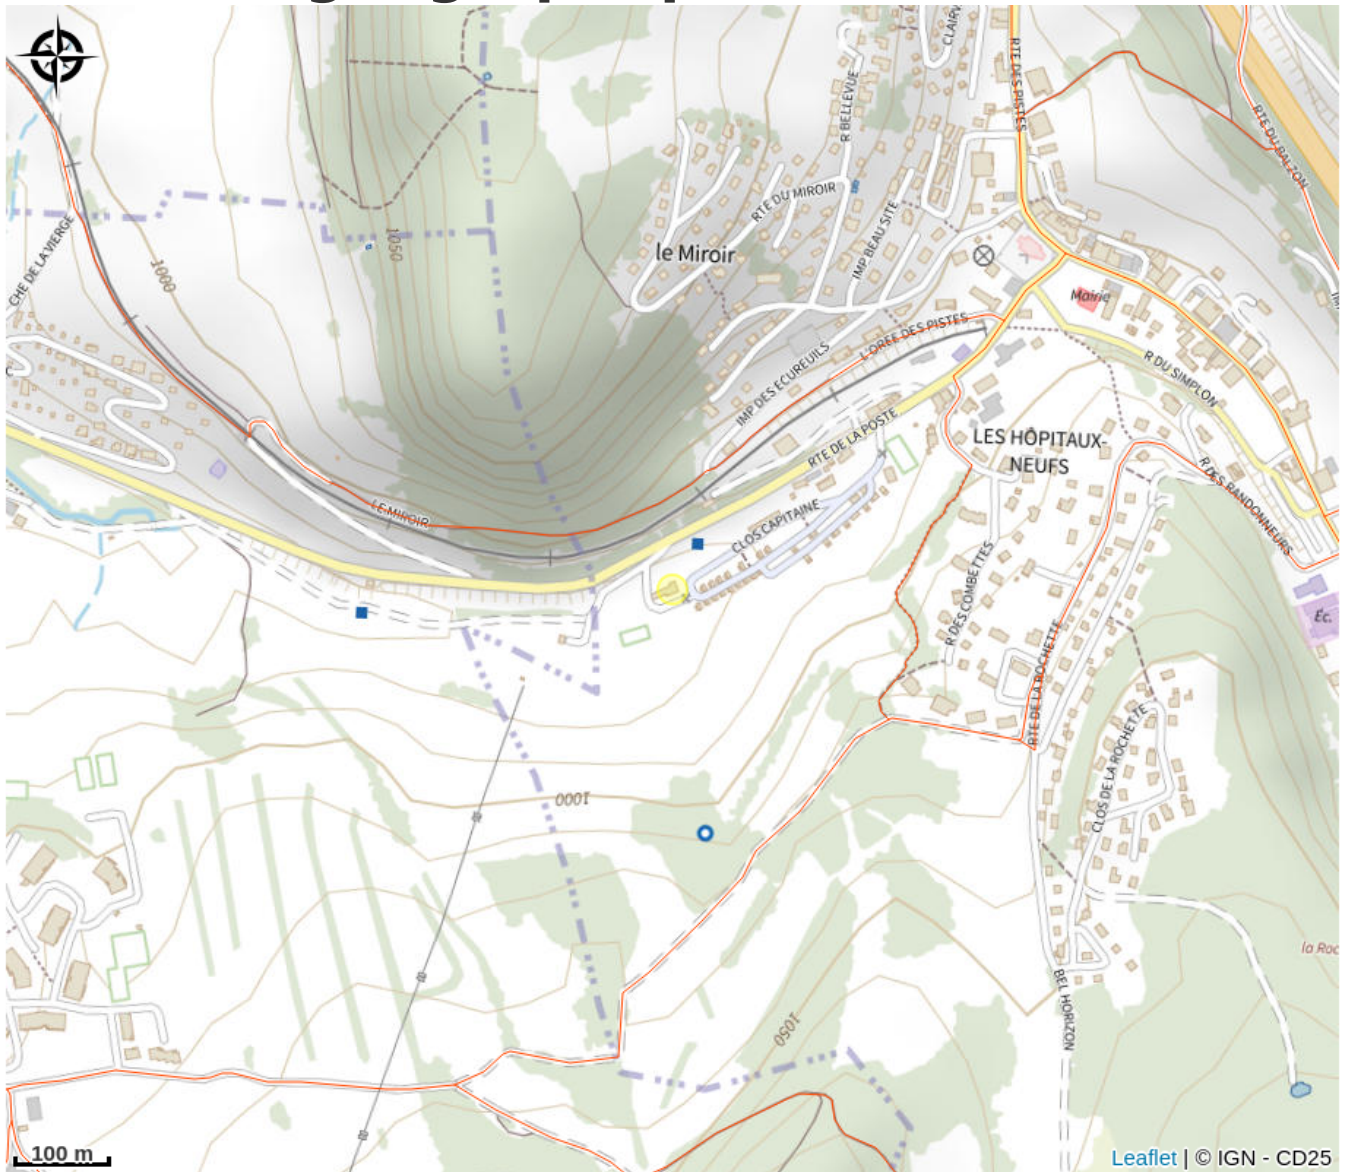 RTE DES PISTES
R BELLEVUE
RTE DU BALZON
CHE DE LA VIERGE
1050
1000
RTE DU MIROIR
le Miroir
IMP BEAU SITE
Mairie
L'OREE DES PISTES
IMP DES ECUREUILS
R DU SIMPLON
RTE DE LA POSTE
LES HÔPITAUX-
NEUFS
R DES RANDONNEURS
LE MIROIR
CLOS CAPITAINE
R DES COMBETTES
Éc.
RTE DE LA ROCHETTE
CLOS DE LA ROCHETTE
1000
la Roc
BEL HORIZON
1050
100 m
Leaflet | © IGN - CD25